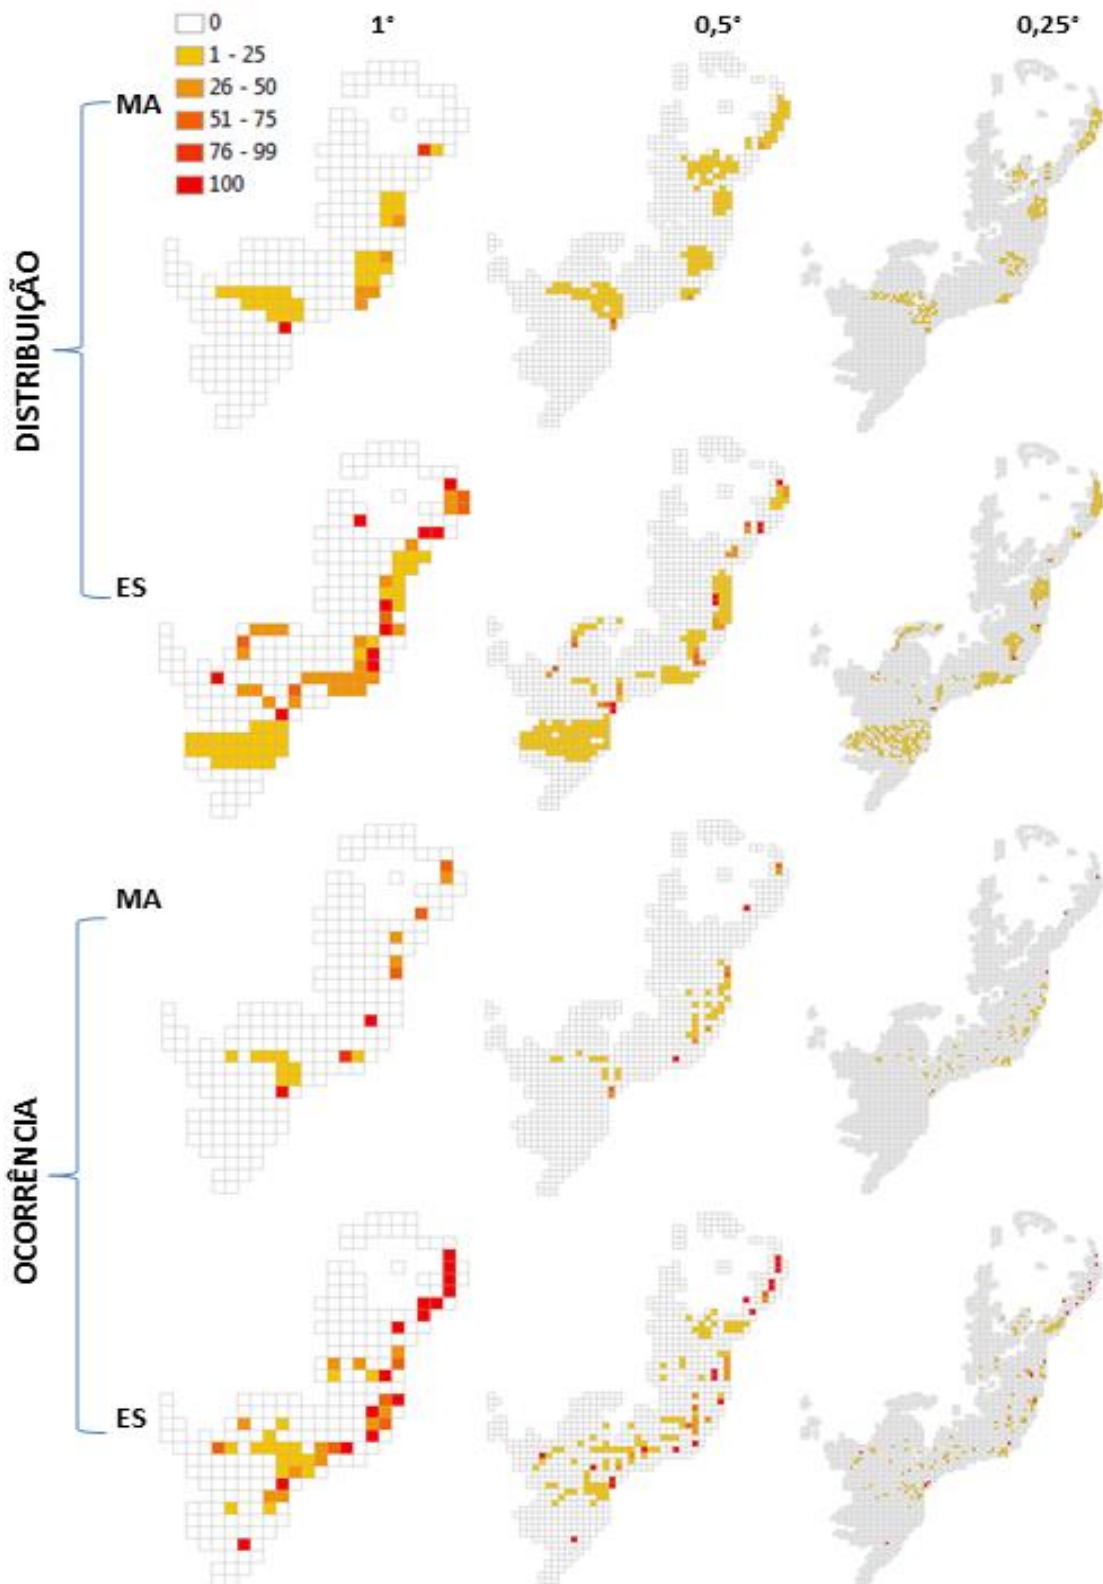 0
1 - 25
26 - 50
51 - 75
76 - 99
100
1°
0,5°
0,25°
MA
DISTRIBUIÇÃO
ES
MA
OCORRÊNCIA
ES